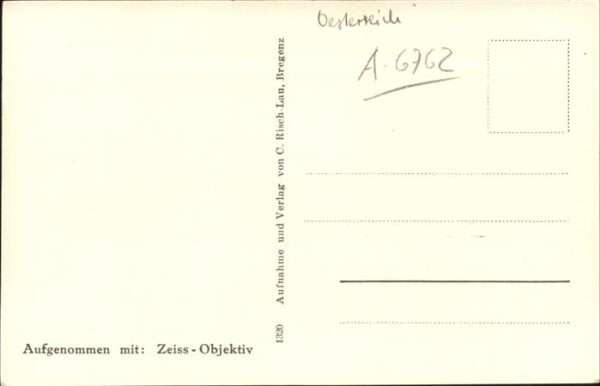 Oesterreich
A-6762
1320 Aufnahme und Verlag von C. Risch-Lau, Bregenz
Aufgenommen mit: Zeiss-Objektiv